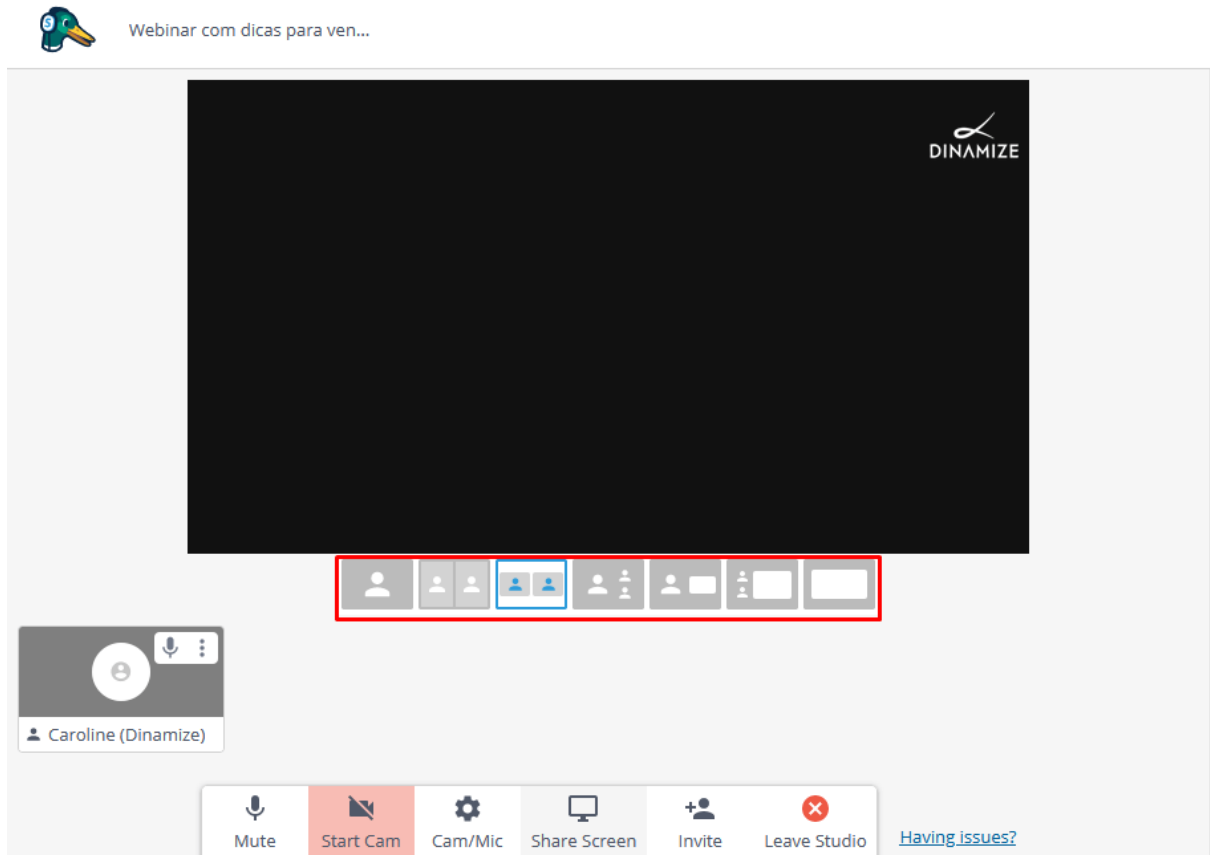 S
Webinar com dicas para ven...
DINAMIZE
Caroline (Dinamize)
Mute
Start Cam
Cam/Mic
Share Screen
Invite
Leave Studio
Having issues?